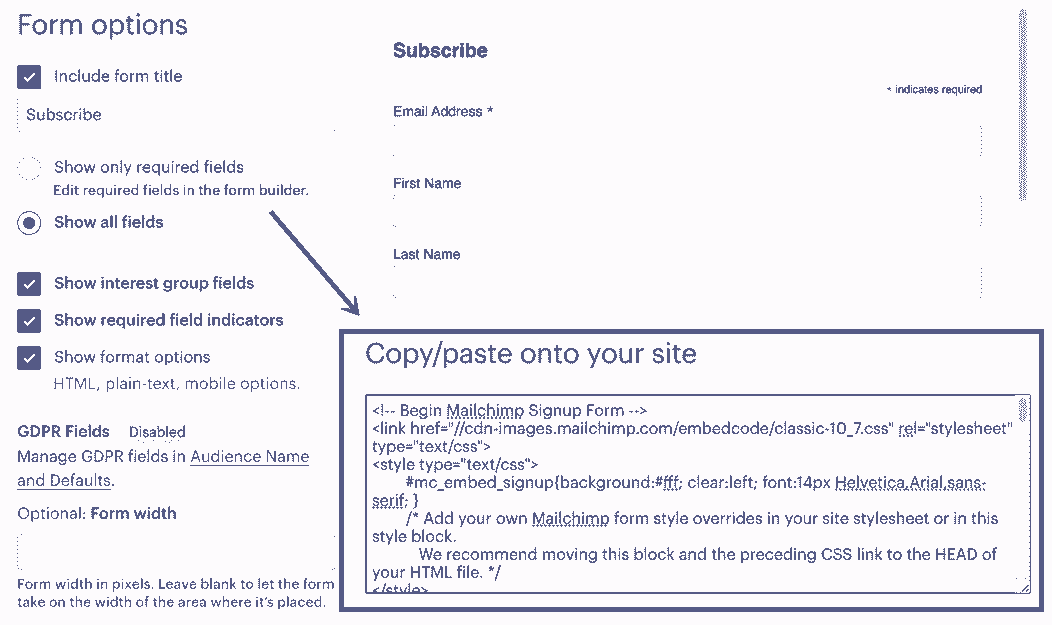 Form options
Include form title
Subscribe
Show only required fields
Edit required fields in the form builder.
Show all fields
Show interest group fields
Show required field indicators
Show format options
HTML, plain-text, mobile options.
GDPR Fields Disabled
Manage GDPR fields in Audience Name
and Defaults.
Optional: Form width
Form width in pixels. Leave blank to let the form
take on the width of the area where it's placed.
Subscribe
* indicates required
Email Address *
First Name
Last Name
Copy/paste onto your site
<!-- Begin Mailchimp Signup Form -->
<link href="//cdn-images.mailchimp.com/embedcode/classic-10_7.css" rel="stylesheet"
type="text/css">
<style type="text/css">
#mc_embed_signup{background:#fff; clear:left; font:14px Helvetica,Arial,sans-
serif; }
/* Add your own Mailchimp form style overrides in your site stylesheet or in this
style block.
We recommend moving this block and the preceding CSS link to the HEAD of
your HTML file. */
</style>